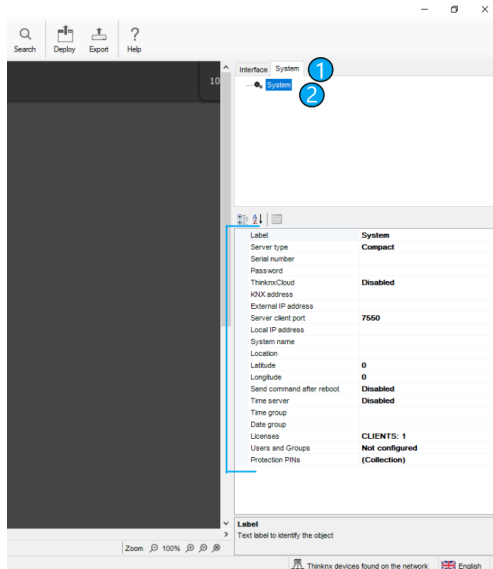 Search Deploy Export Help
10
Interface System 1
System
2
Label System
Server type Compact
Serial number
Password
ThinknxCloud Disabled
KNX address
External IP address
Server client port 7550
Local IP address
System name
Location
Latitude 0
Longitude 0
Send command after reboot Disabled
Time server Disabled
Time group
Date group
Licenses CLIENTS: 1
Users and Groups Not configured
Protection PINs (Collection)
Label
Text label to identify the object
Zoom 100%
Thinknx devices found on the network English